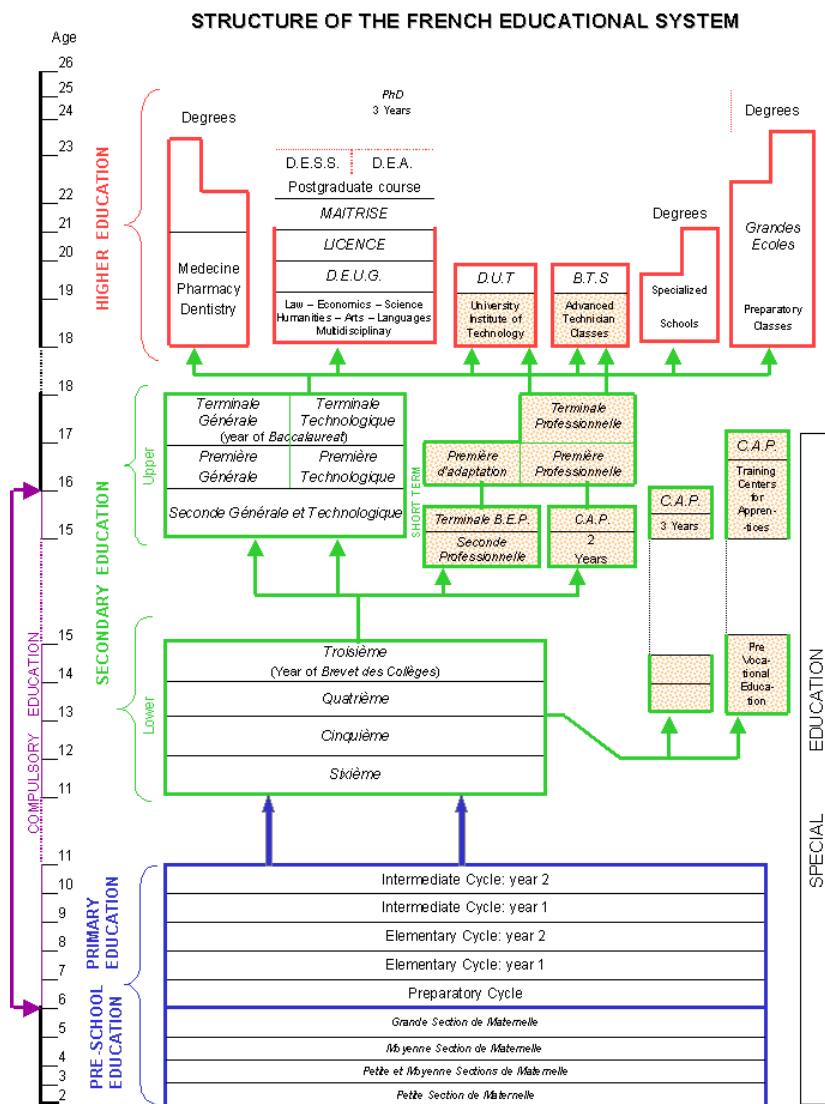 STRUCTURE OF THE FRENCH EDUCATIONAL SYSTEM
Age
26
25
24
23
22
21
20
19
18
18
17
16
15
15
14
13
12
11
11
10
9
8
7
6
5
4
3
2
COMPULSORY EDUCATION
HIGHER EDUCATION
Degrees
Medecine
Pharmacy
Dentistry
PhD
3 Years
D.E.S.S.
D.E.A.
Postgraduate course
MAITRISE
LICENCE
D.E.U.G.
Law – Economics – Science
Humanities – Arts – Languages
Multidisciplinay
D.U.T
University
Institute of
Technology
B.T.S
Advanced
Technician
Classes
Degrees
Specialized
Schools
Degrees
Grandes
Ecoles
Preparatory
Classes
SECONDARY EDUCATION
Upper
Terminale
Générale
Terminale
Technologique
(year of Baccalaureat)
Première
Générale
Première
Technologique
Seconde Générale et Technologique
SHORT TERM
Terminale
Professionnelle
Première
d'adaptation
Première
Professionnelle
Terminale B.E.P.
Seconde
Professionnelle
C.A.P.
2
Years
C.A.P.
3 Years
C.A.P.
Training
Centers
for
Appren-
tices
Lower
Troisième
(Year of Brevet des Collèges)
Quatrième
Cinquième
Sixième
Pre
Voc-
ational
Educa-
tion
SPECIAL EDUCATION
PRIMARY
EDUCATION
Intermediate Cycle: year 2
Intermediate Cycle: year 1
Elementary Cycle: year 2
Elementary Cycle: year 1
Preparatory Cycle
PRE-SCHOOL
EDUCATION
Grande Section de Maternelle
Moyenne Section de Maternelle
Petite et Moyenne Sections de Maternelle
Petite Section de Maternelle